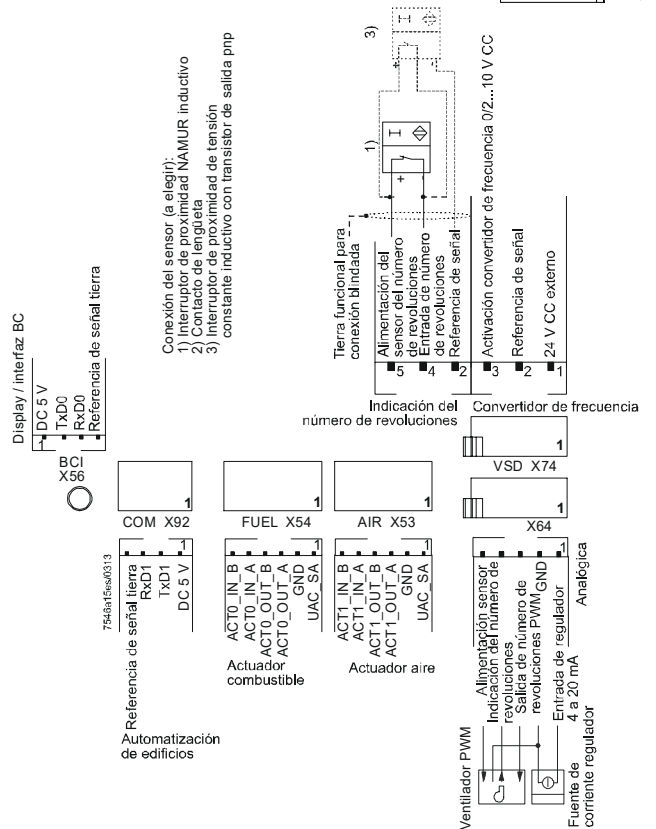 Display / interfaz BC
1
DC 5 V
TxD0
RxD0
Referencia de señal tierra
BCI
X56
Conexión del sensor (a elegir):
1) Interruptor de proximidad NAMUR inductivo
2) Contacto de lengüeta
3) Interruptor de proximidad de tensión
constante inductivo con transistor de salida pnp
1)
+
3)
+
Tierra funcional para
conexión blindada
Alimentación del
sensor del número
de revoluciones
Entrada de número
de revoluciones
Referencia de señal
5
4
2
Indicación del
número de revoluciones
Activación convertidor de frecuencia 0/2...10 V CC
Referencia de señal
24 V CC externo
3
2
1
Convertidor de frecuencia
1
VSD X74
1
X64
1
COM X92
1
FUEL X54
1
AIR X53
7546a15es/0313
Referencia de señal tierra
RxD1
TxD1
DC 5 V
1
Automatización
de edificios
ACT0_IN_B
ACT0_IN_A
ACT0_OUT_B
ACT0_OUT_A
GND
UAC_SA
1
Actuador
combustible
ACT1_IN_B
ACT1_IN_A
ACT1_OUT_B
ACT1_OUT_A
GND
UAC_SA
1
Actuador aire
Alimentación sensor
Indicación del número de
revoluciones
Salida de número de
revoluciones PWM
GND
Entrada de regulador
4 a 20 mA
1
Analógica
Ventilador PWM
Fuente de
corriente regulador